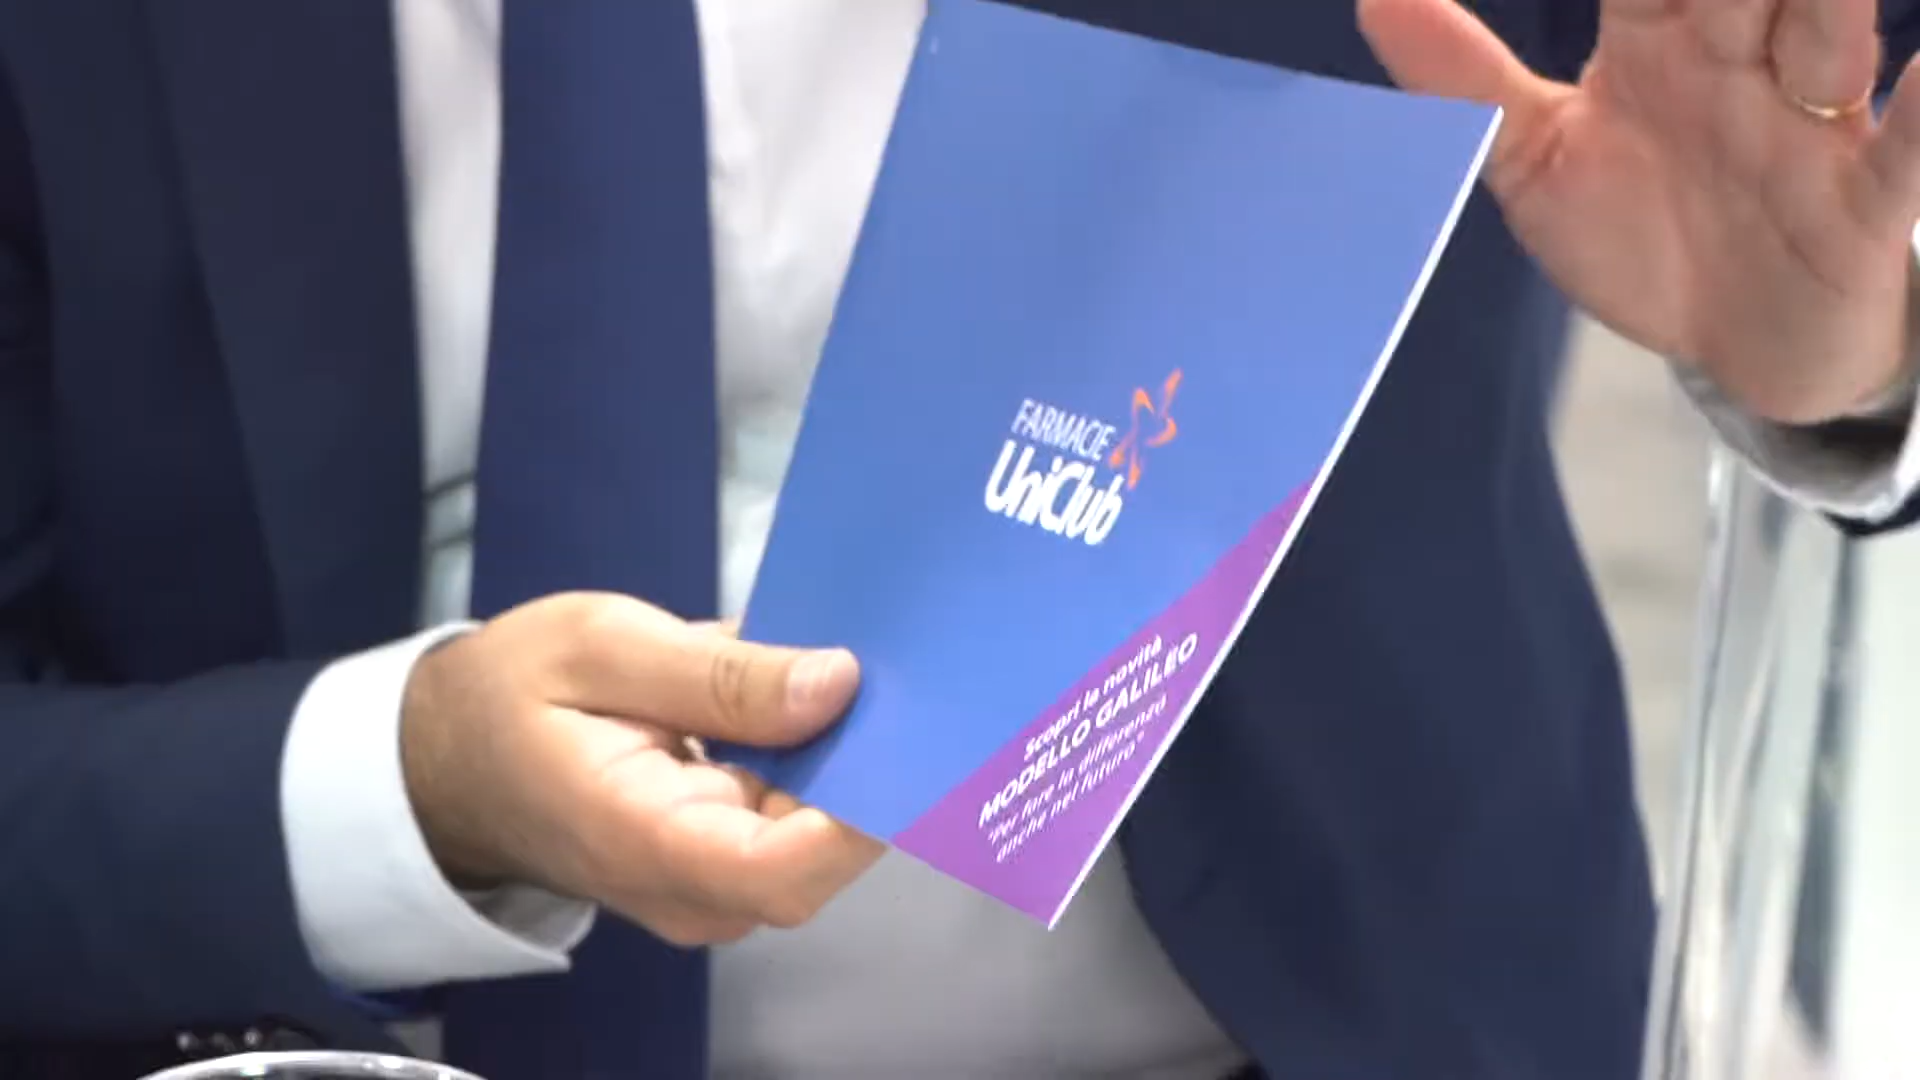 FARMACIE
UniClub
Scopri la novità
MODELLO GALILEO
"Per fare la differenza
anche nel futuro"